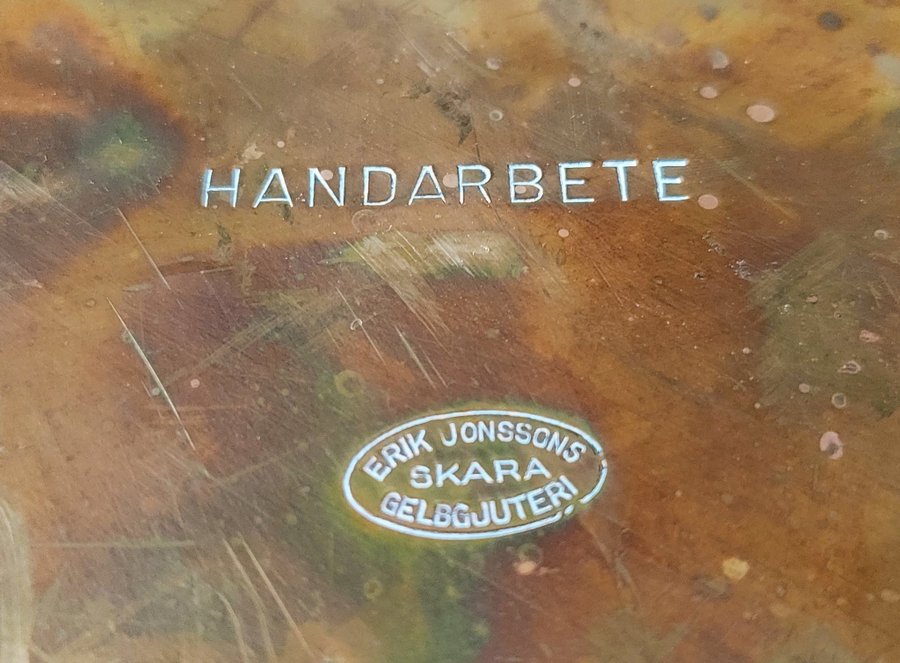 HANDARBETE
ERIK JONSSONS
SKARA
GELBGJUTERI